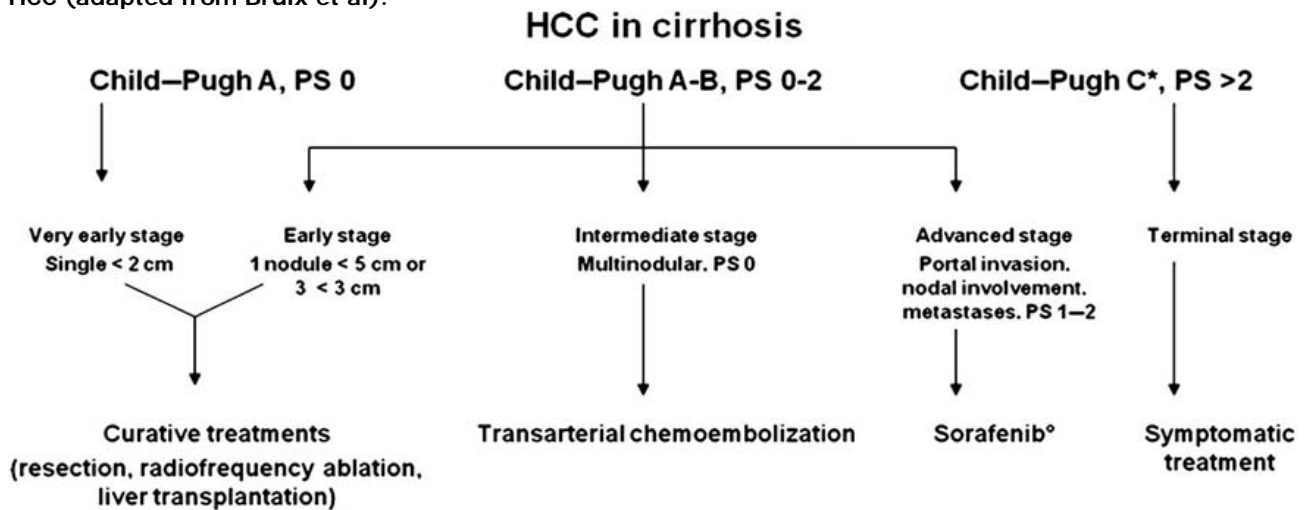 HCC (adapted from Bruix et al).
HCC in cirrhosis
Child–Pugh A, PS 0
Child–Pugh A-B, PS 0-2
Child–Pugh C*, PS >2
Very early stage
Single < 2 cm
Early stage
1 nodule < 5 cm or
3 < 3 cm
Intermediate stage
Multinodular. PS 0
Advanced stage
Portal invasion.
nodal involvement.
metastases. PS 1–2
Terminal stage
Curative treatments
(resection, radiofrequency ablation,
liver transplantation)
Transarterial chemoembolization
Sorafenib°
Symptomatic
treatment